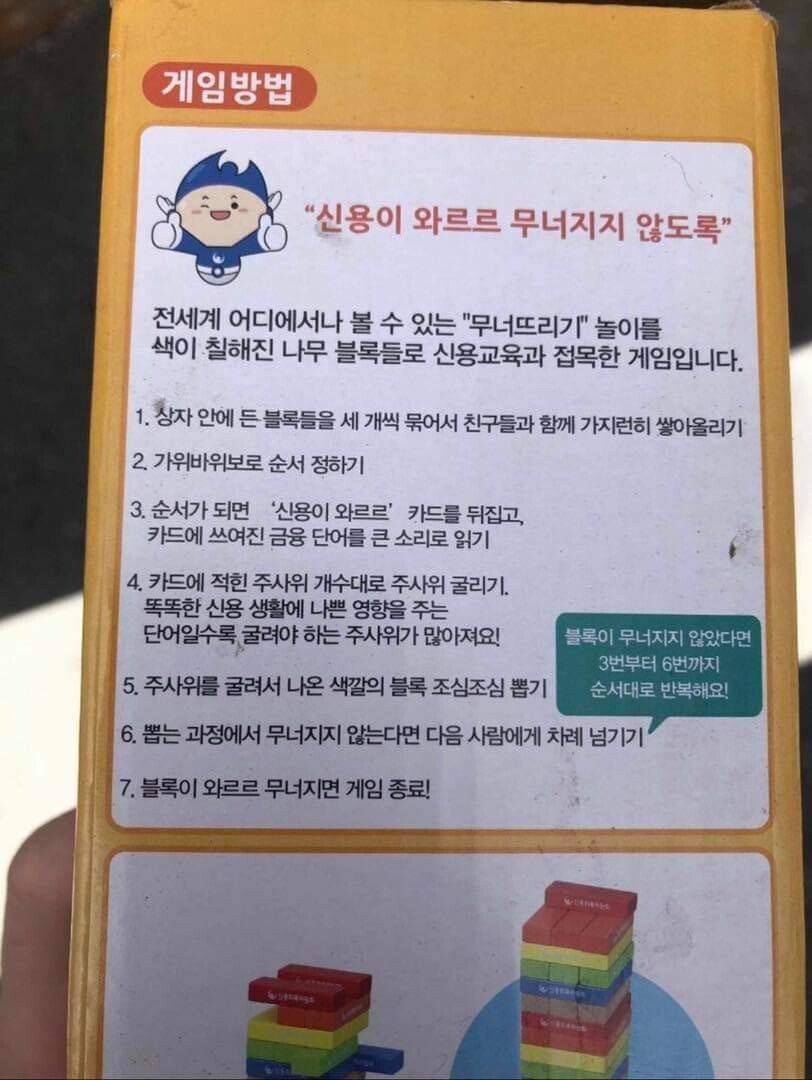 게임방법
“신용이 와르르 무너지지 않도록”
전세계 어디에서나 볼 수 있는 "무너뜨리기" 놀이를
색이 칠해진 나무 블록들로 신용교육과 접목한 게임입니다.
1. 상자 안에 든 블록들을 세 개씩 묶어서 친구들과 함께 가지런히 쌓아올리기
2. 가위바위보로 순서 정하기
3. 순서가 되면 ‘신용이 와르르’ 카드를 뒤집고,
카드에 쓰여진 금융 단어를 큰 소리로 읽기
4. 카드에 적힌 주사위 개수대로 주사위 굴리기.
똑똑한 신용 생활에 나쁜 영향을 주는
단어일수록 굴려야 하는 주사위가 많아져요!
블록이 무너지지 않았다면
3번부터 6번까지
순서대로 반복해요!
5. 주사위를 굴려서 나온 색깔의 블록 조심조심 뽑기
6. 뽑는 과정에서 무너지지 않는다면 다음 사람에게 차례 넘기기
7. 블록이 와르르 무너지면 게임 종료!
신용회복위원회
신용회복위원회